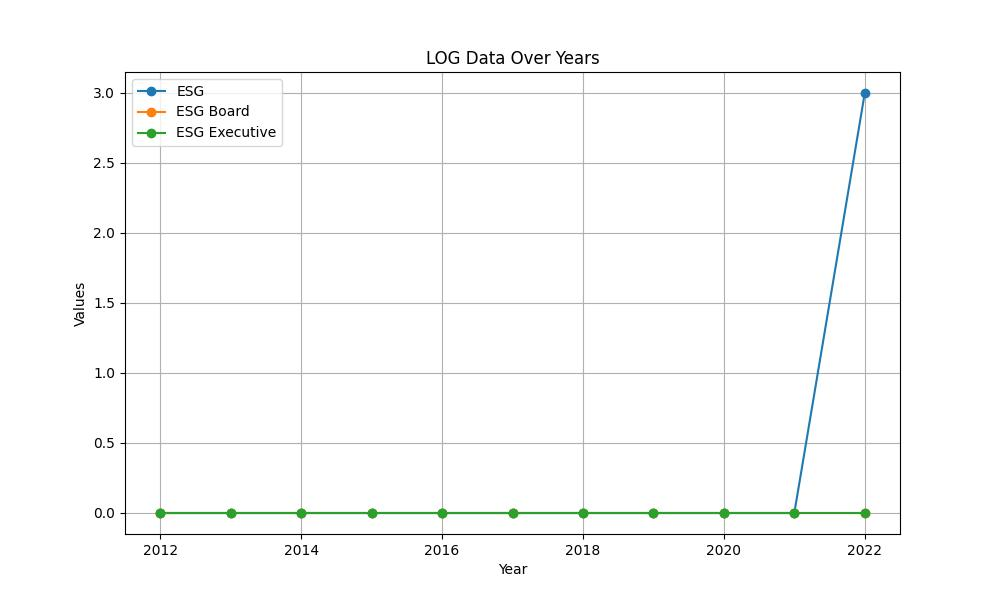 LOG Data Over Years
ESG
ESG Board
ESG Executive
Values
3.0
2.5
2.0
1.5
1.0
0.5
0.0
2012 2014 2016 2018 2020 2022
Year